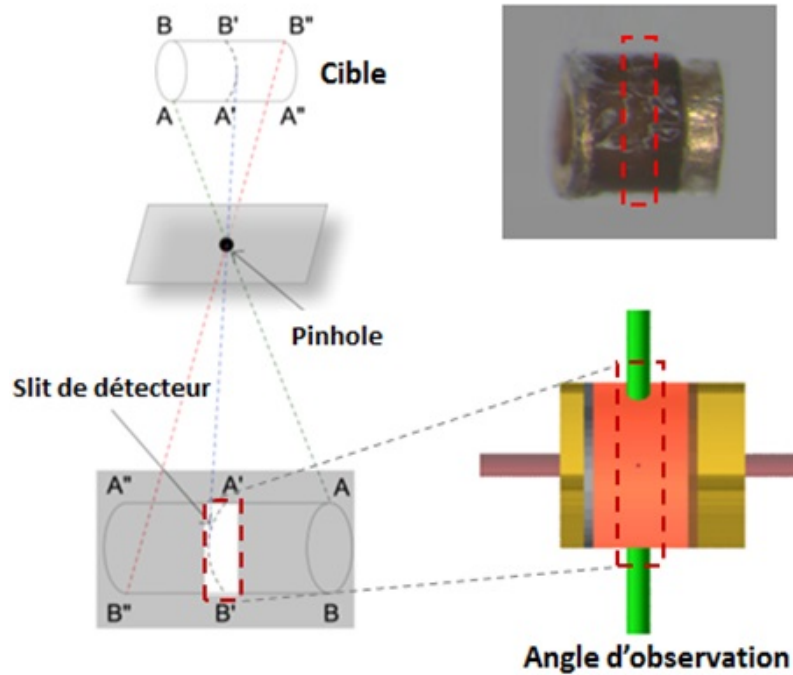 B B' B"
Cible
A A' A"
Pinhole
Slit de détecteur
A" A' A
B" B' B
Angle d'observation